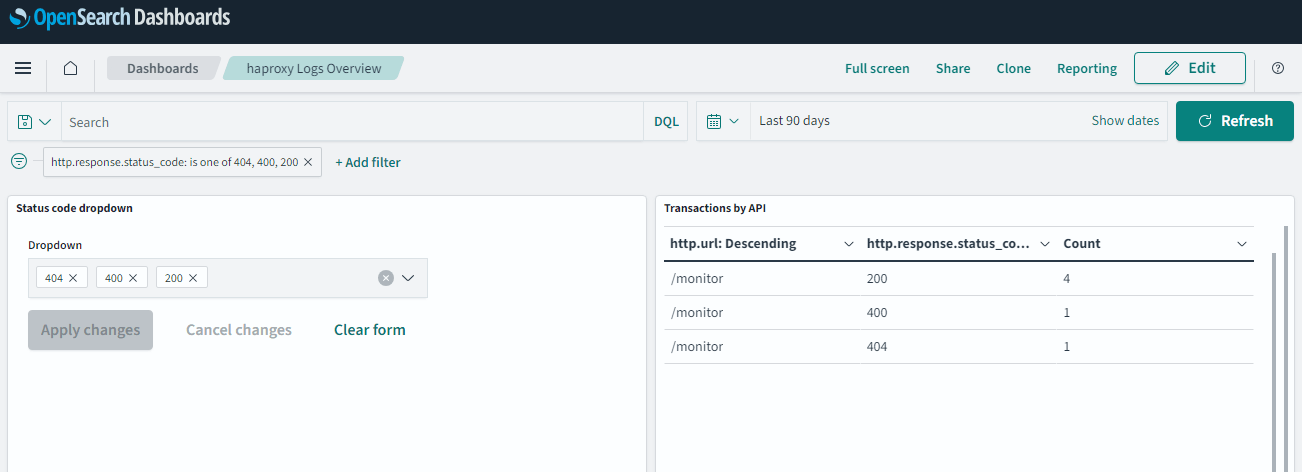 OpenSearch Dashboards
Dashboards
haproxy Logs Overview
Full screen
Share
Clone
Reporting
Edit
Search
DQL
Last 90 days
Show dates
Refresh
http.response.status_code: is one of 404, 400, 200
+ Add filter
Status code dropdown
Dropdown
404
400
200
Apply changes
Cancel changes
Clear form
Transactions by API
http.url: Descending http.response.status_co... Count
/monitor 200 4
/monitor 400 1
/monitor 404 1